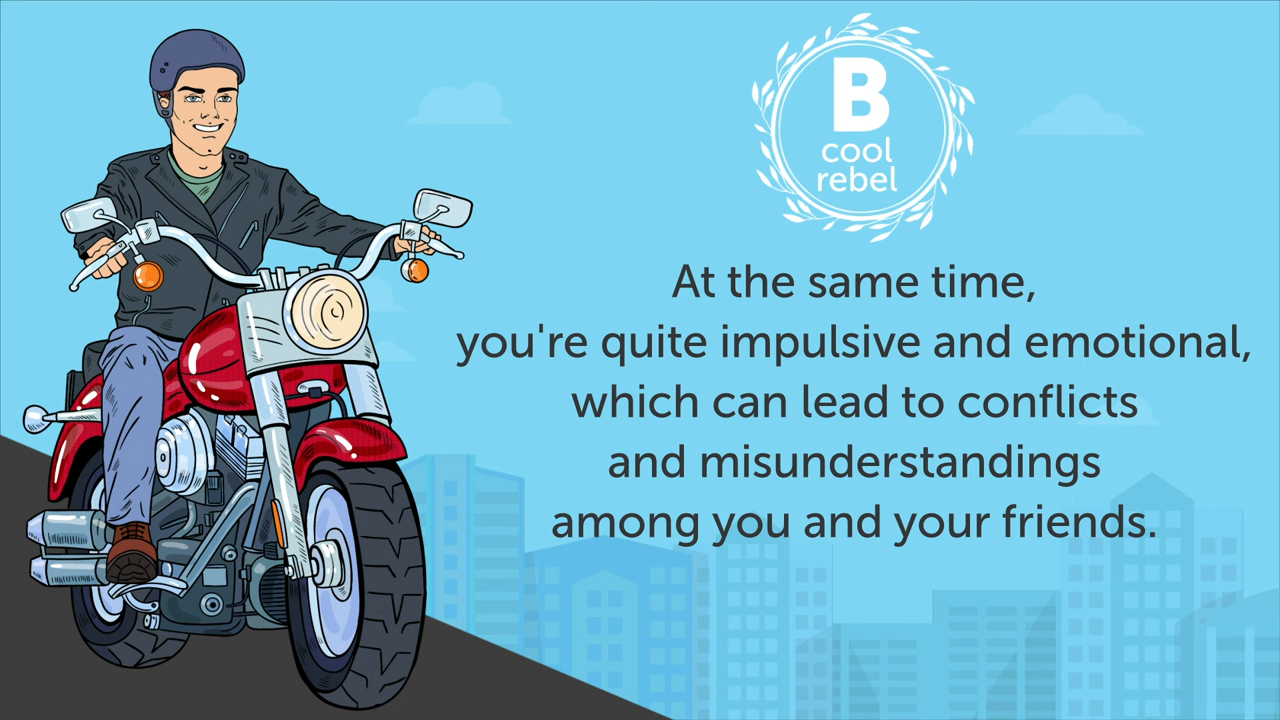 B
cool
rebel
At the same time,
you're quite impulsive and emotional,
which can lead to conflicts
and misunderstandings
among you and your friends.